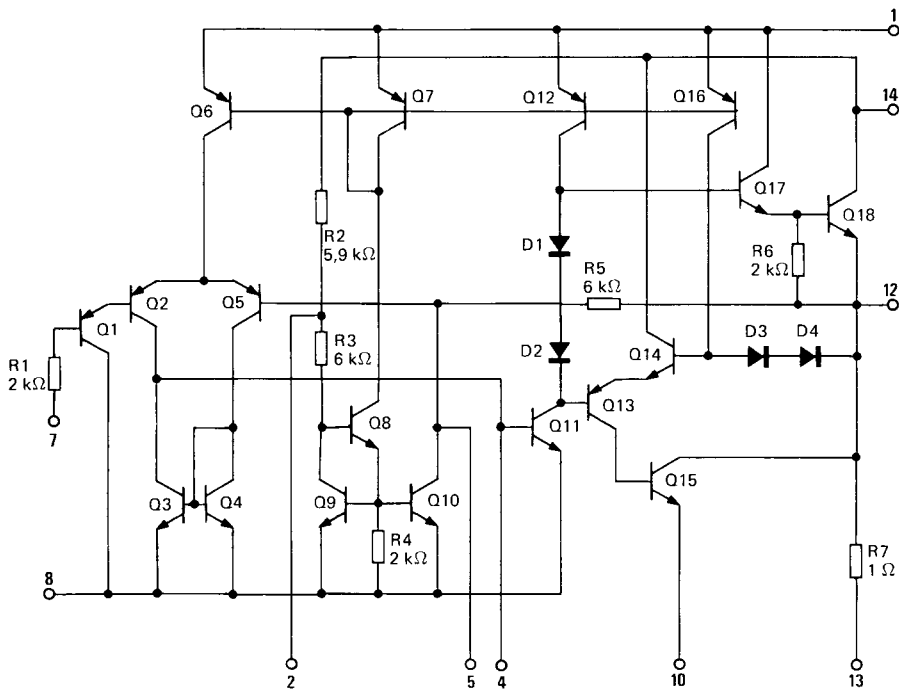 1
Q6
Q7
Q12
Q16
14
Q17
Q18
R2
5,9 kΩ
D1
R6
2 kΩ
R5
6 kΩ
12
Q2
Q5
Q1
R3
6 kΩ
D2
Q14
D3
D4
R1
2 kΩ
7
Q8
Q11
Q13
Q3
Q4
Q9
Q10
Q15
R4
2 kΩ
R7
1 Ω
8
2
5
4
10
13